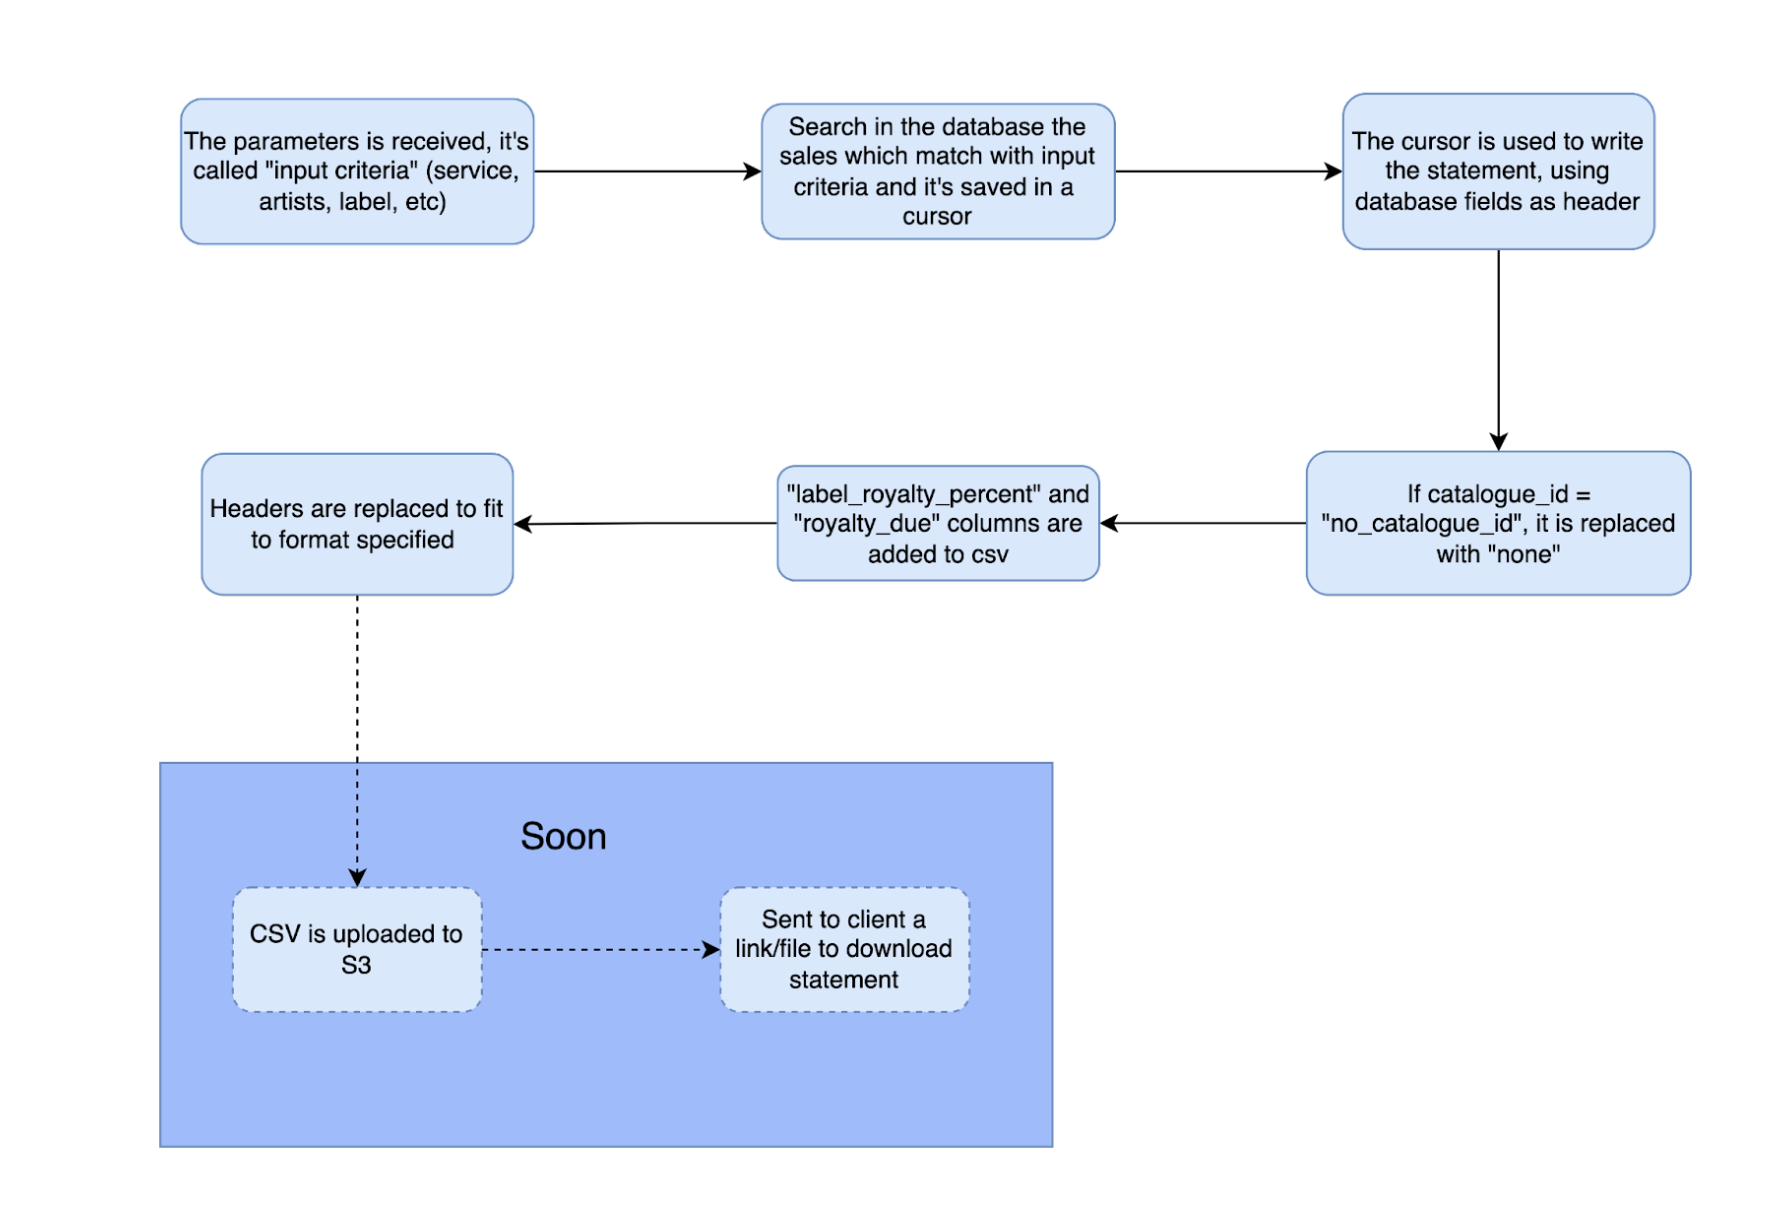 The parameters is received, it's
called "input criteria" (service,
artists, label, etc)
Search in the database the
sales which match with input
criteria and it's saved in a
cursor
The cursor is used to write
the statement, using
database fields as header
If catalogue_id =
"no_catalogue_id", it is replaced
with "none"
"label_royalty_percent" and
"royalty_due" columns are
added to csv
Headers are replaced to fit
to format specified
Soon
CSV is uploaded to
S3
Sent to client a
link/file to download
statement